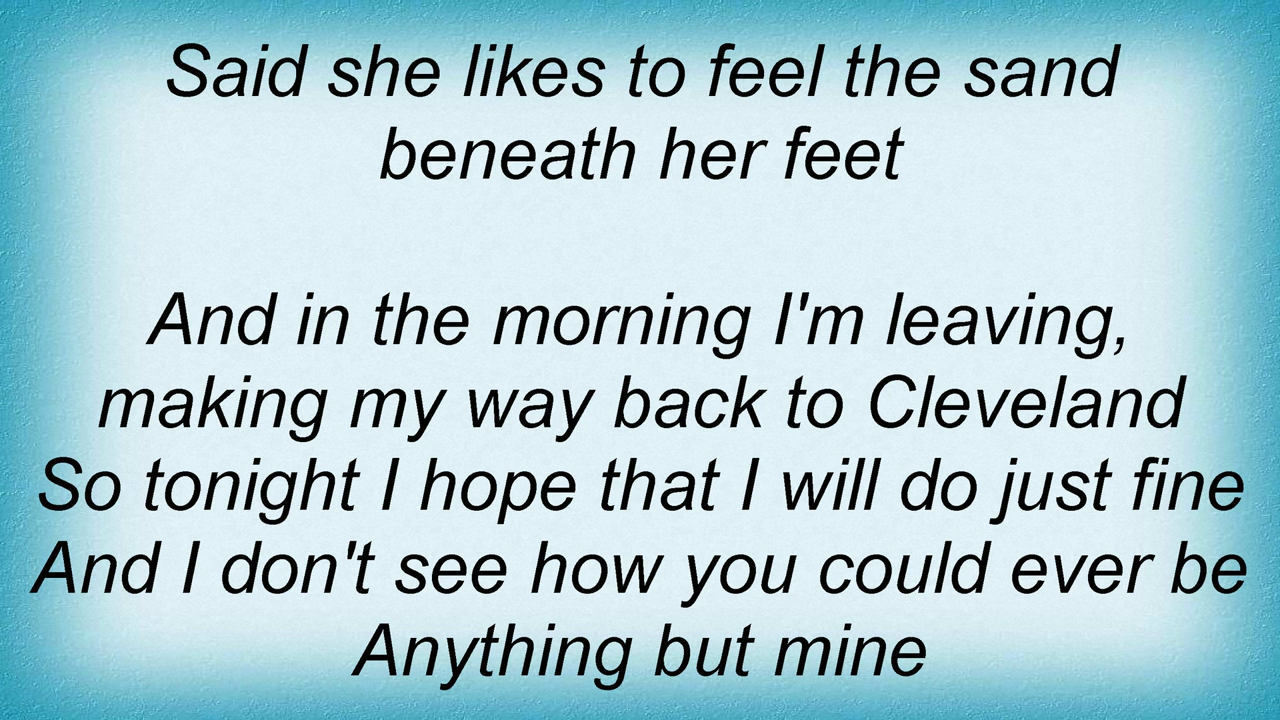 Said she likes to feel the sand
beneath her feet
And in the morning I'm leaving,
making my way back to Cleveland
So tonight I hope that I will do just fine
And I don't see how you could ever be
Anything but mine